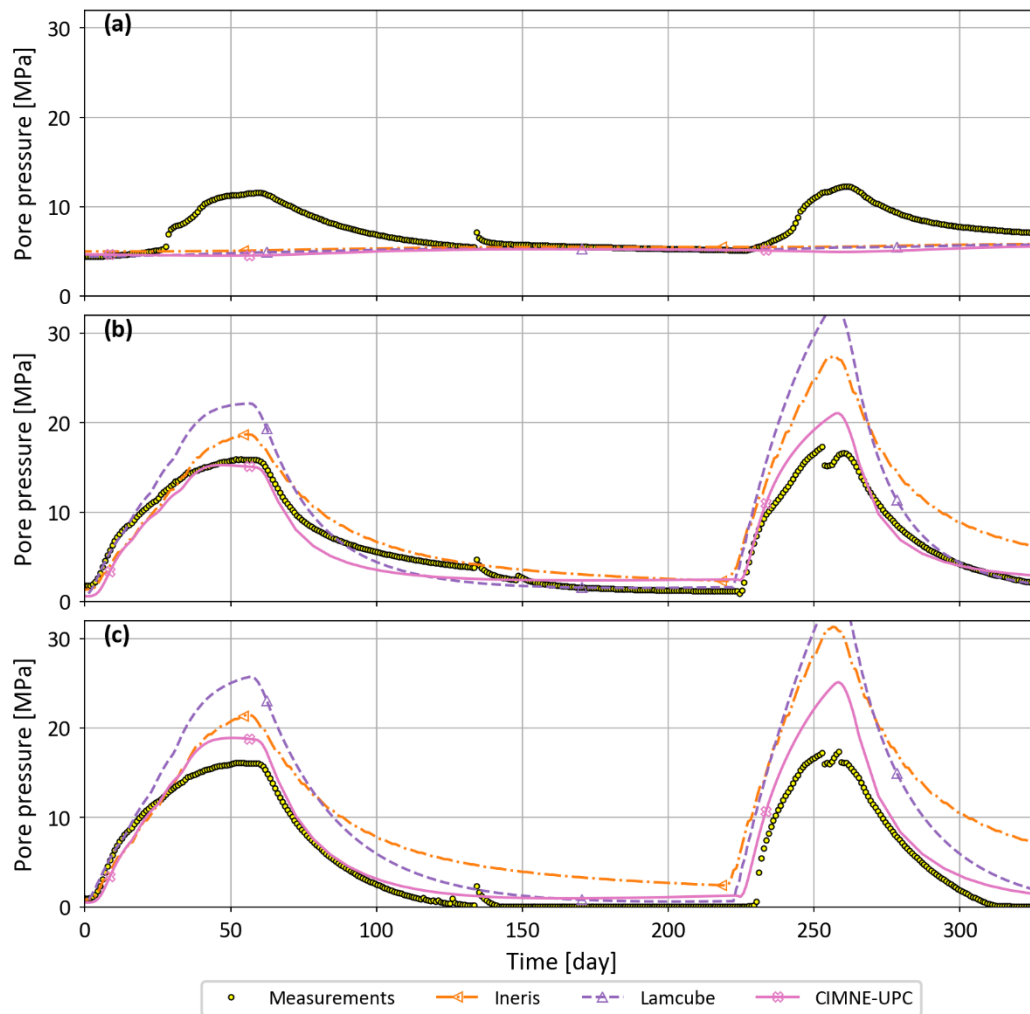 (a)
30
20
10
0
Pore pressure [MPa]
(b)
30
20
10
0
Pore pressure [MPa]
(c)
30
20
10
0
Pore pressure [MPa]
0 50 100 150 200 250 300
Time [day]
Measurements Ineris Lamcube CIMNE-UPC